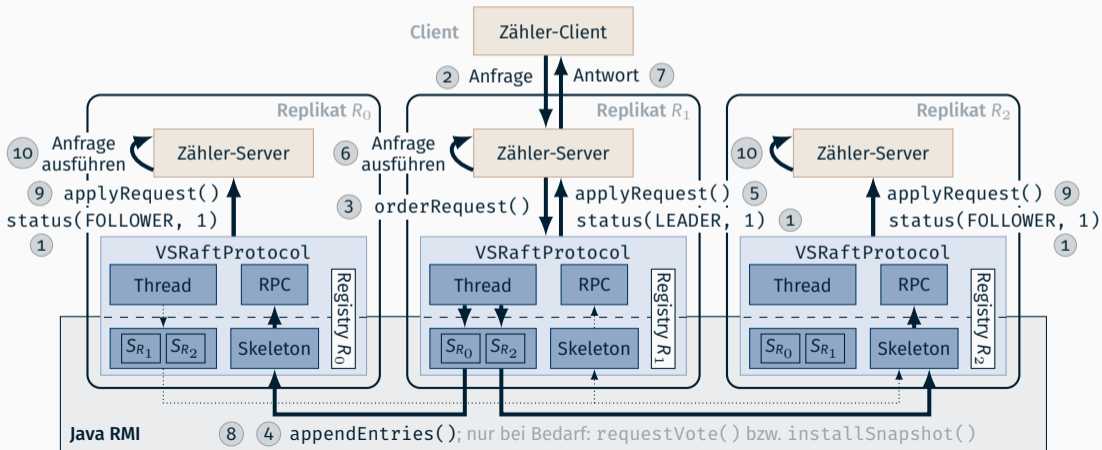 Client
Zähler-Client
2 Anfrage
Antwort 7
Replikat R0
Replikat R1
Replikat R2
10 Anfrage ausführen
Zähler-Server
6 Anfrage ausführen
Zähler-Server
10
Zähler-Server
9 applyRequest()
status(FOLLOWER, 1)
1
3 orderRequest()
applyRequest() 5
status(LEADER, 1) 1
applyRequest() 9
status(FOLLOWER, 1)
1
VSRaftProtocol
Thread
RPC
Registry R0
SR1 SR2
Skeleton
VSRaftProtocol
Thread
RPC
Registry R1
SR0 SR2
Skeleton
VSRaftProtocol
Thread
RPC
Registry R2
SR0 SR1
Skeleton
Java RMI
8 4 appendEntries(); nur bei Bedarf: requestVote() bzw. installSnapshot()